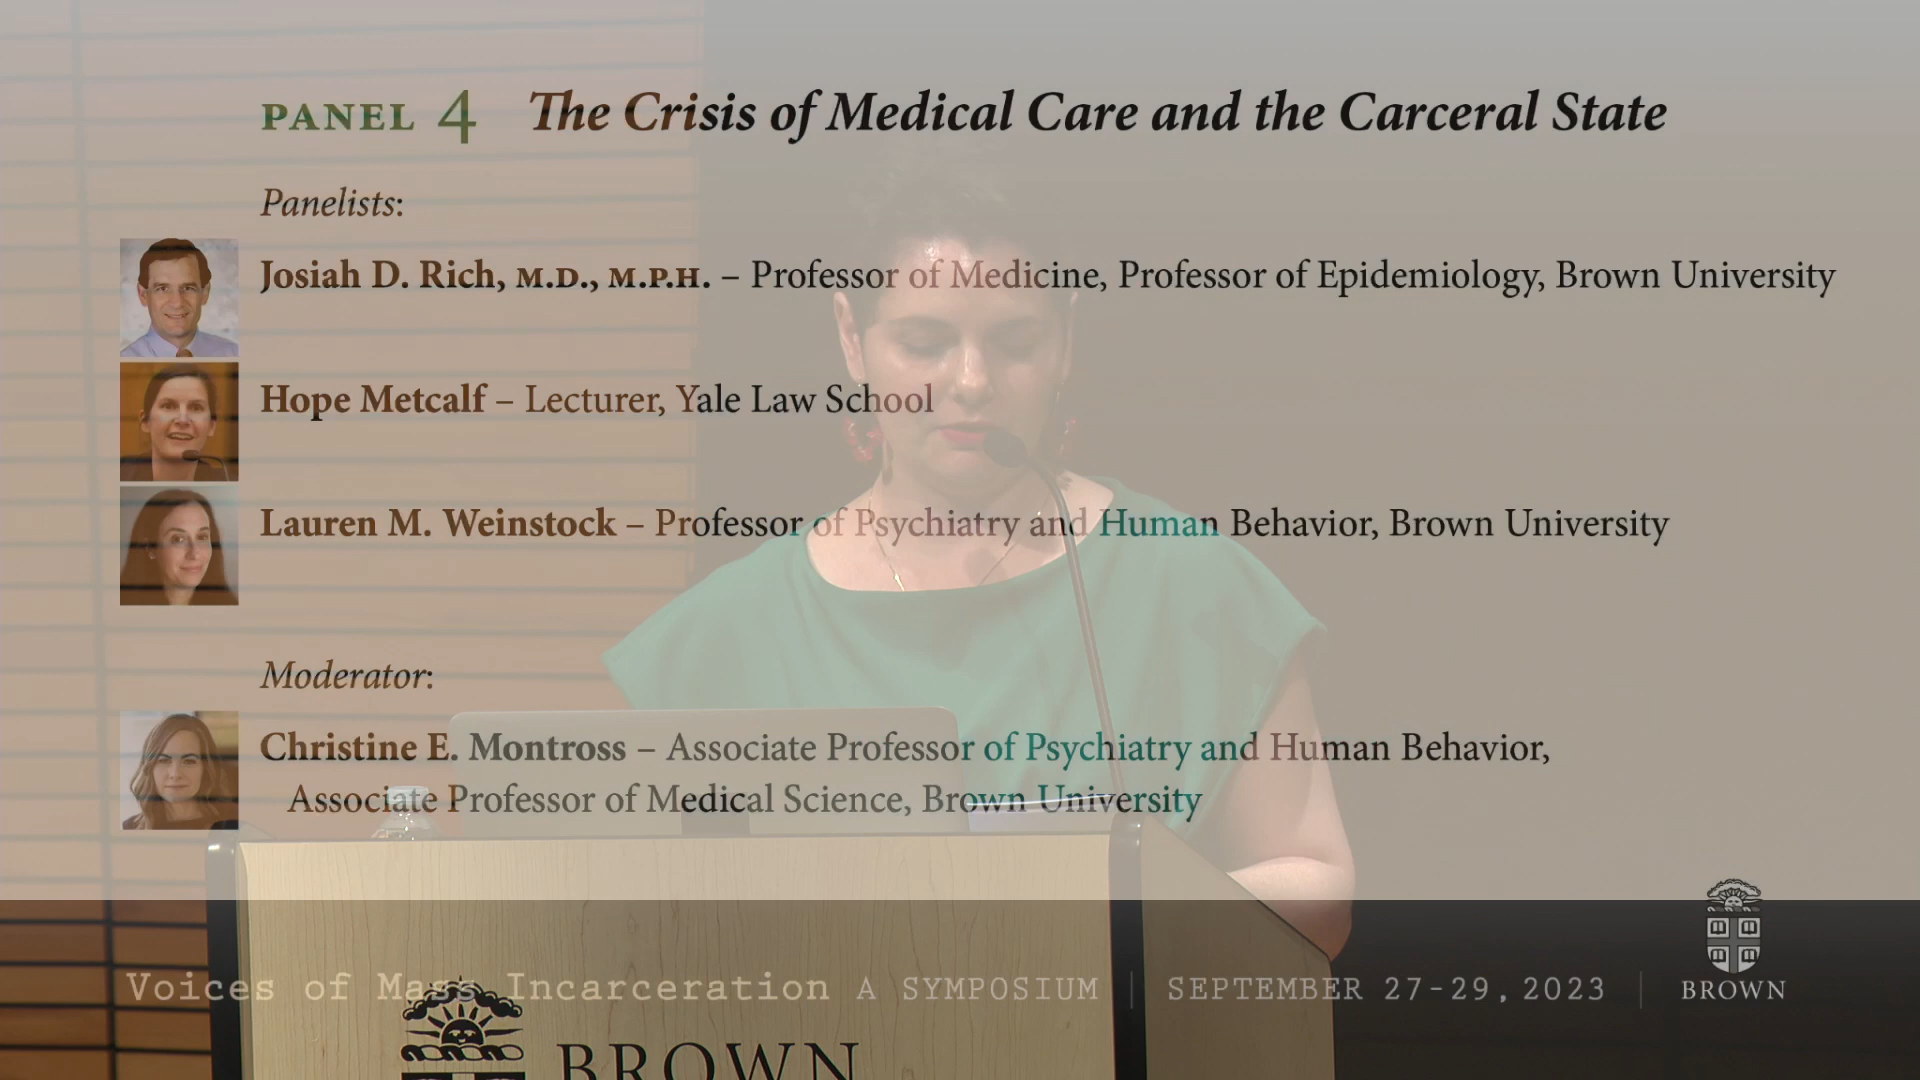 PANEL 4 The Crisis of Medical Care and the Carceral State
Panelists:
Josiah D. Rich, M.D., M.P.H. – Professor of Medicine, Professor of Epidemiology, Brown University
Hope Metcalf – Lecturer, Yale Law School
Lauren M. Weinstock – Professor of Psychiatry and Human Behavior, Brown University
Moderator:
Christine E. Montross – Associate Professor of Psychiatry and Human Behavior,
Associate Professor of Medical Science, Brown University
Voices of Mass Incarceration A SYMPOSIUM | SEPTEMBER 27-29, 2023 |
BROWN
BROWN